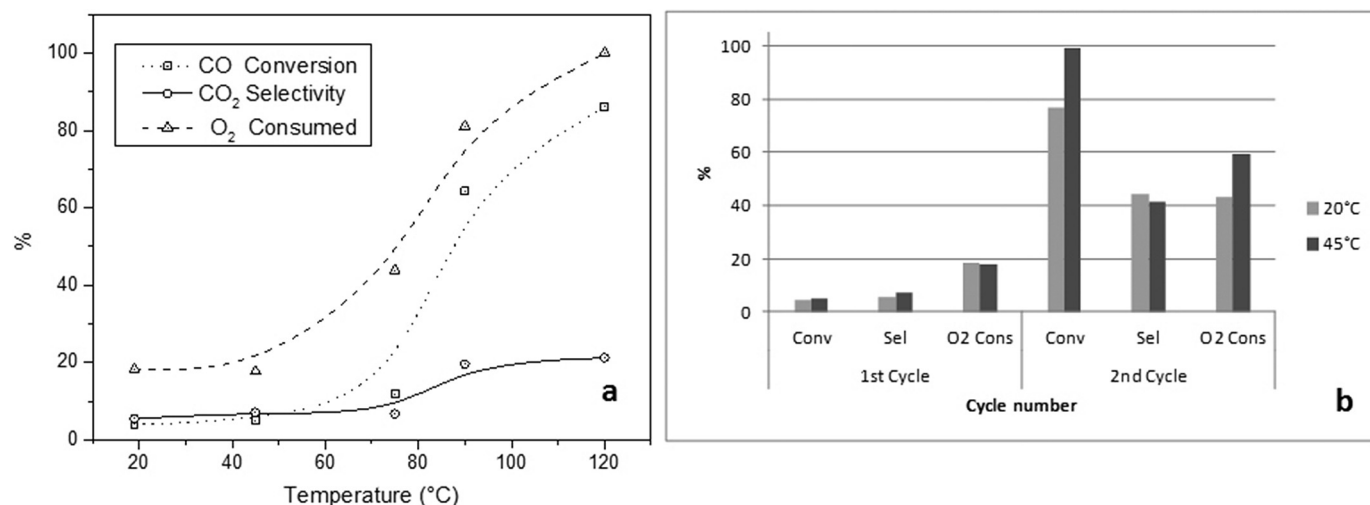 100
80
60
40
20
0
%
CO Conversion
CO2 Selectivity
O2 Consumed
20 40 60 80 100 120
Temperature (°C)
a
100
80
60
40
20
0
%
Conv Sel O2 Cons Conv Sel O2 Cons
1st Cycle 2nd Cycle
Cycle number
20°C
45°C
b